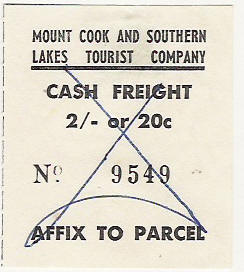 MOUNT COOK AND SOUTHERN
LAKES TOURIST COMPANY
CASH FREIGHT
2/- or 20c
No 9549
AFFIX TO PARCEL